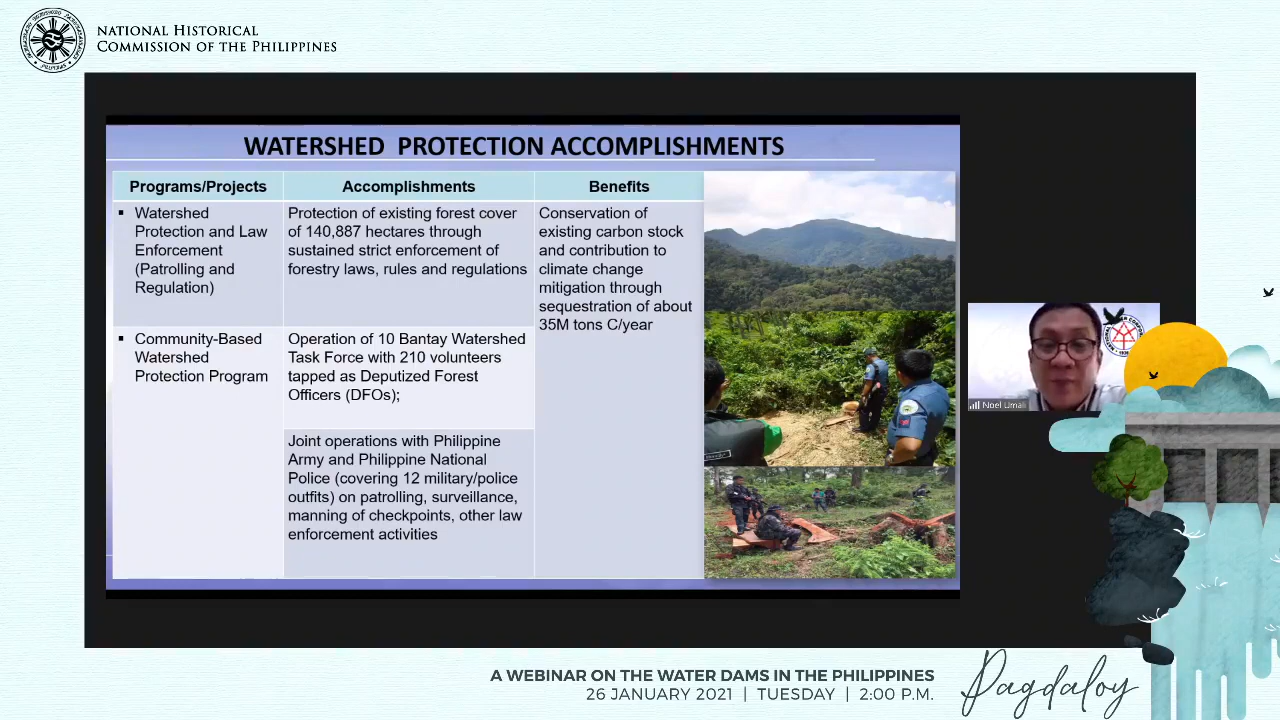 NATIONAL HISTORICAL
COMMISSION OF THE PHILIPPINES
WATERSHED PROTECTION ACCOMPLISHMENTS
Programs/Projects
Accomplishments
Benefits
▪ Watershed
Protection and Law
Enforcement
(Patrolling and
Regulation)
Protection of existing forest cover
of 140,887 hectares through
sustained strict enforcement of
forestry laws, rules and regulations
Conservation of
existing carbon stock
and contribution to
climate change
mitigation through
sequestration of about
35M tons C/year
▪ Community-Based
Watershed
Protection Program
Operation of 10 Bantay Watershed
Task Force with 210 volunteers
tapped as Deputized Forest
Officers (DFOs);
Joint operations with Philippine
Army and Philippine National
Police (covering 12 military/police
outfits) on patrolling, surveillance,
manning of checkpoints, other law
enforcement activities
Noel Umali
A WEBINAR ON THE WATER DAMS IN THE PHILIPPINES
26 JANUARY 2021 | TUESDAY | 2:00 P.M.
Pagdaloy